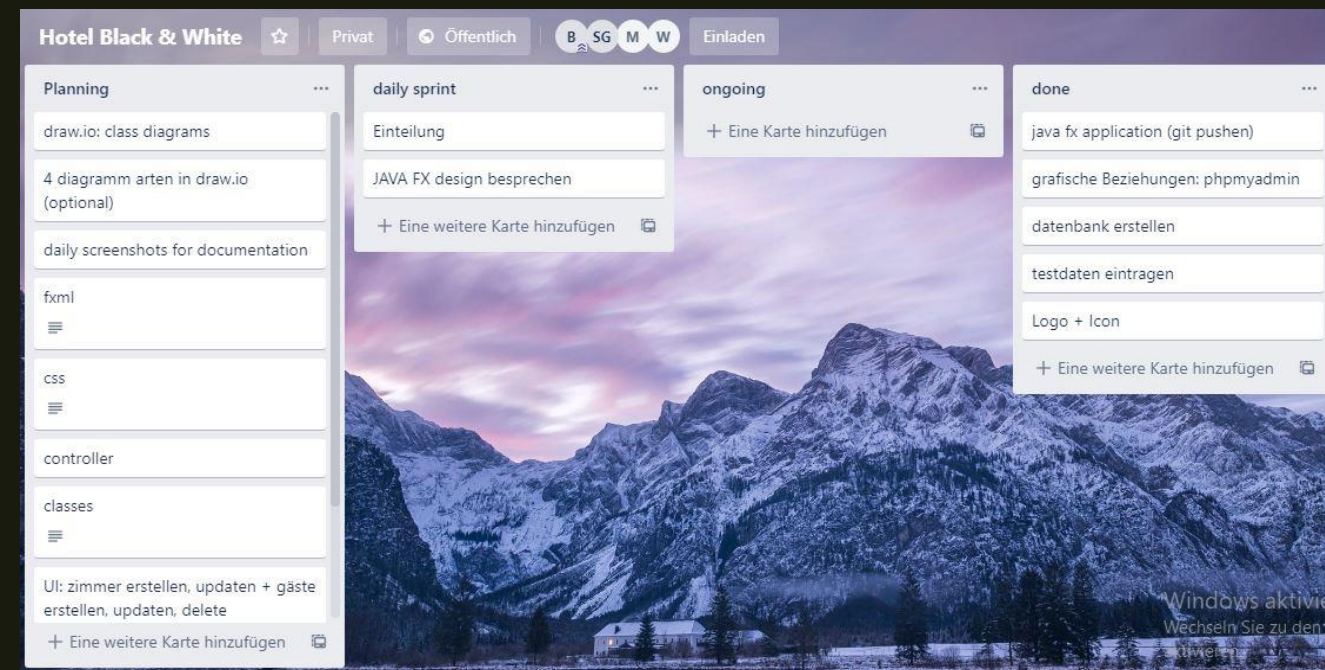 Hotel Black & White
Privat
Öffentlich
B SG M W
Einladen
Planning
draw.io: class diagrams
4 diagramm arten in draw.io
(optional)
daily screenshots for documentation
fxml
css
controller
classes
UI: zimmer erstellen, updaten + gäste
erstellen, updaten, delete
+ Eine weitere Karte hinzufügen
daily sprint
Einteilung
JAVA FX design besprechen
+ Eine weitere Karte hinzufügen
ongoing
+ Eine Karte hinzufügen
done
java fx application (git pushen)
grafische Beziehungen: phpmyadmin
datenbank erstellen
testdaten eintragen
Logo + Icon
+ Eine weitere Karte hinzufügen
Windows aktivie
Wechseln Sie zu den
aktivieren